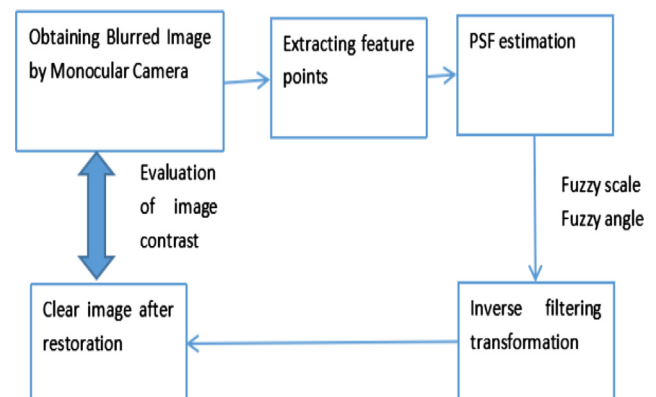 Obtaining Blurred Image
by Monocular Camera
Extracting feature
points
PSF estimation
Evaluation
of image
contrast
Fuzzy scale
Fuzzy angle
Clear image after
restoration
Inverse filtering
transformation